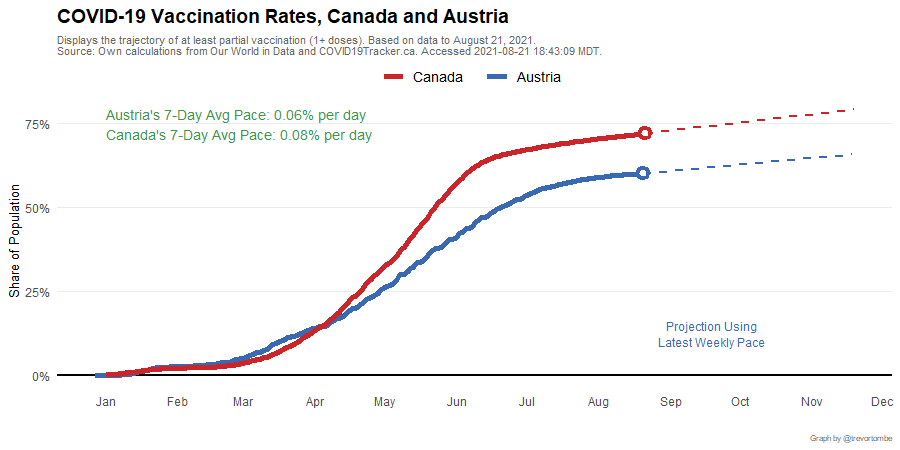 COVID-19 Vaccination Rates, Canada and Austria
Displays the trajectory of at least partial vaccination (1+ doses). Based on data to August 21, 2021.
Source: Own calculations from Our World in Data and COVID19Tracker.ca. Accessed 2021-08-21 18:43:09 MDT.
Canada Austria
Austria's 7-Day Avg Pace: 0.06% per day
Canada's 7-Day Avg Pace: 0.08% per day
75%
50%
25%
0%
Share of Population
Projection Using
Latest Weekly Pace
Jan Feb Mar Apr May Jun Jul Aug Sep Oct Nov Dec
Graph by @trevortombe